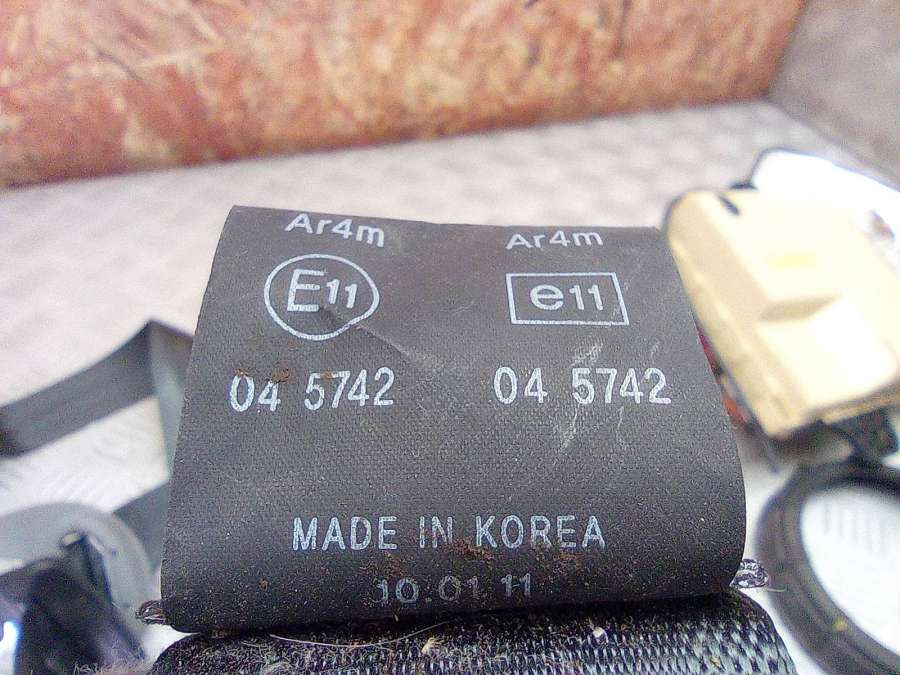 Ar4m Ar4m
E11 e11
04 5742 04 5742
MADE IN KOREA
10.01 11